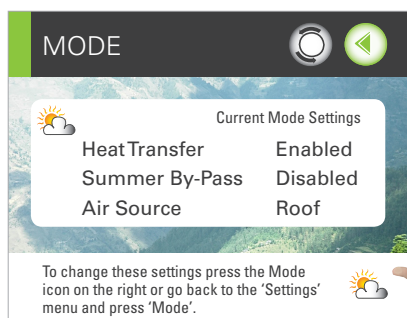 MODE
Current Mode Settings
Heat Transfer Enabled
Summer By-Pass Disabled
Air Source Roof
To change these settings press the Mode
icon on the right or go back to the ‘Settings’
menu and press ‘Mode’.